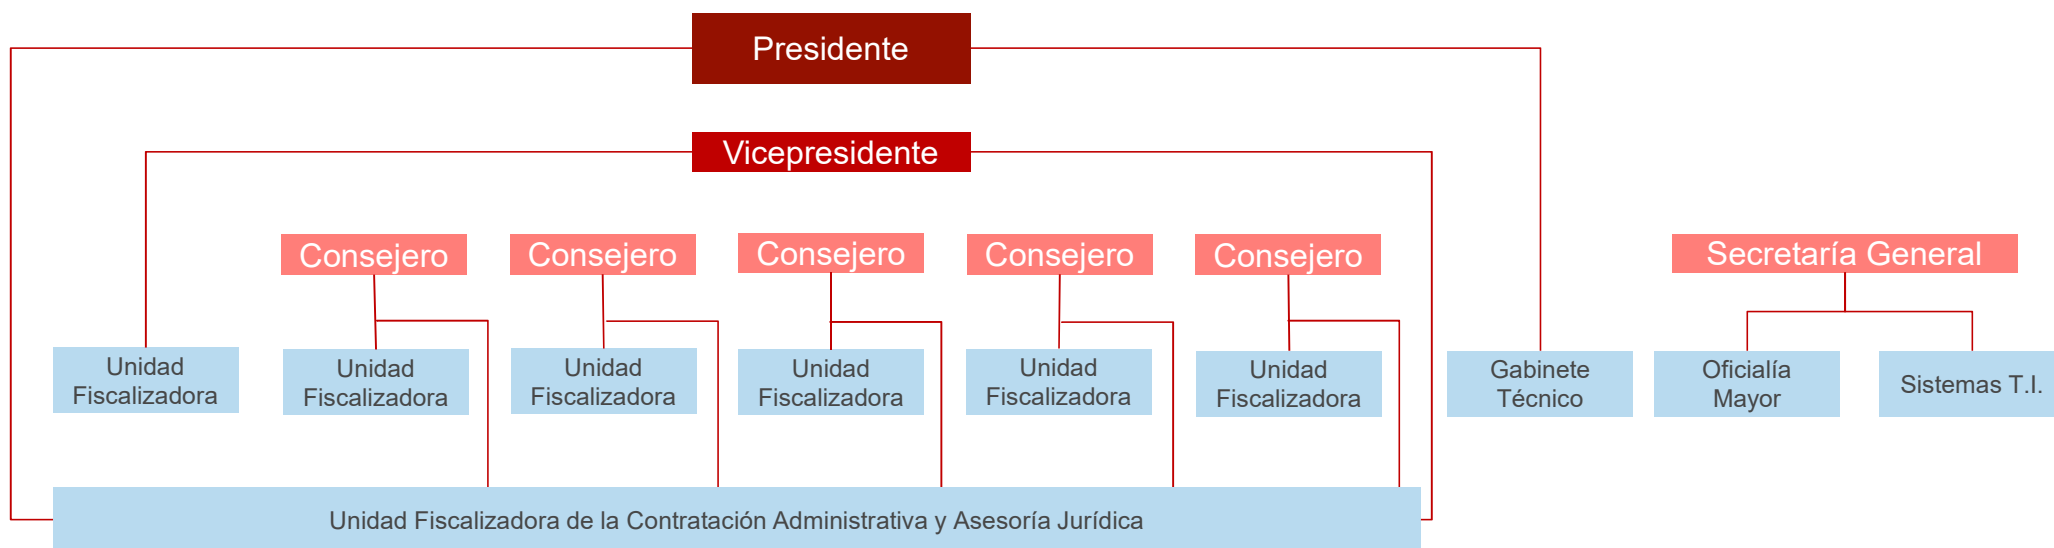 Presidente
Vicepresidente
Consejero
Consejero
Consejero
Consejero
Consejero
Secretaría General
Unidad
Fiscalizadora
Unidad
Fiscalizadora
Unidad
Fiscalizadora
Unidad
Fiscalizadora
Unidad
Fiscalizadora
Unidad
Fiscalizadora
Gabinete
Técnico
Oficialía
Mayor
Sistemas T.I.
Unidad Fiscalizadora de la Contratación Administrativa y Asesoría Jurídica